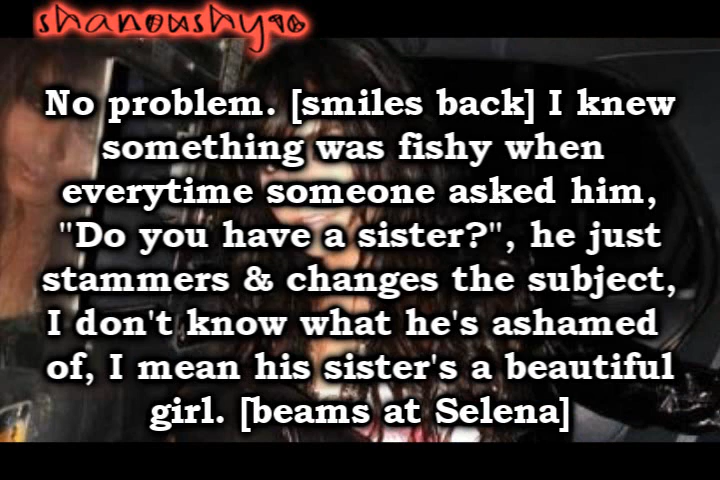 shanoushy96
No problem. [smiles back] I knew
something was fishy when
everytime someone asked him,
"Do you have a sister?", he just
stammers & changes the subject,
I don't know what he's ashamed
of, I mean his sister's a beautiful
girl. [beams at Selena]